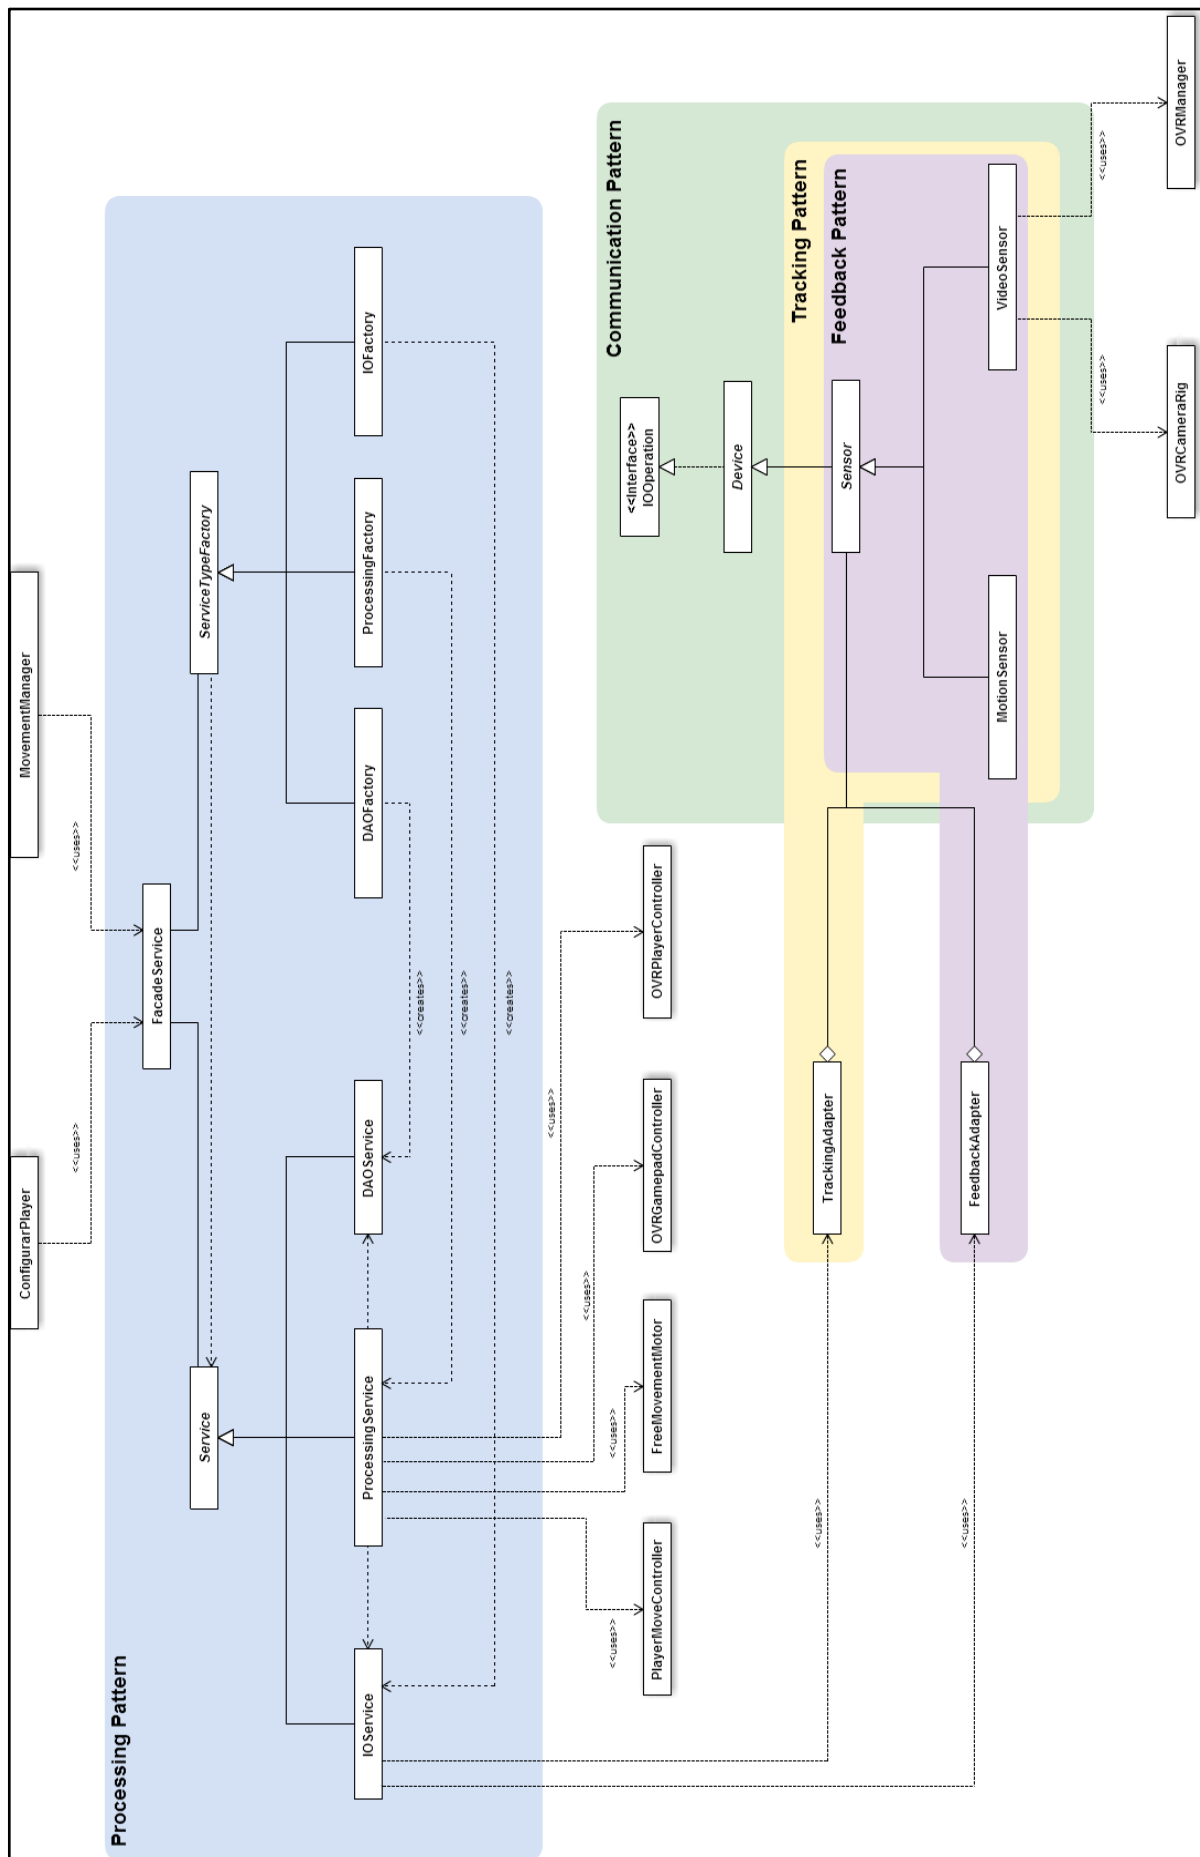 ConfigurarPlayer
MovementManager
<<uses>>
<<uses>>
Processing Pattern
FacadeService
Service
ServiceTypeFactory
IOService
ProcessingService
DAOService
DAOFactory
ProcessingFactory
IOFactory
<<creates>>
<<creates>>
<<creates>>
<<uses>>
<<uses>>
<<uses>>
<<uses>>
PlayerMoveController
FreeMovementMotor
OVRGamepadController
OVRPlayerController
Communication Pattern
<<Interface>>
IOOperation
Device
Tracking Pattern
Feedback Pattern
<<uses>>
TrackingAdapter
Sensor
<<uses>>
FeedbackAdapter
MotionSensor
VideoSensor
<<uses>>
<<uses>>
OVRCameraRig
OVRManager